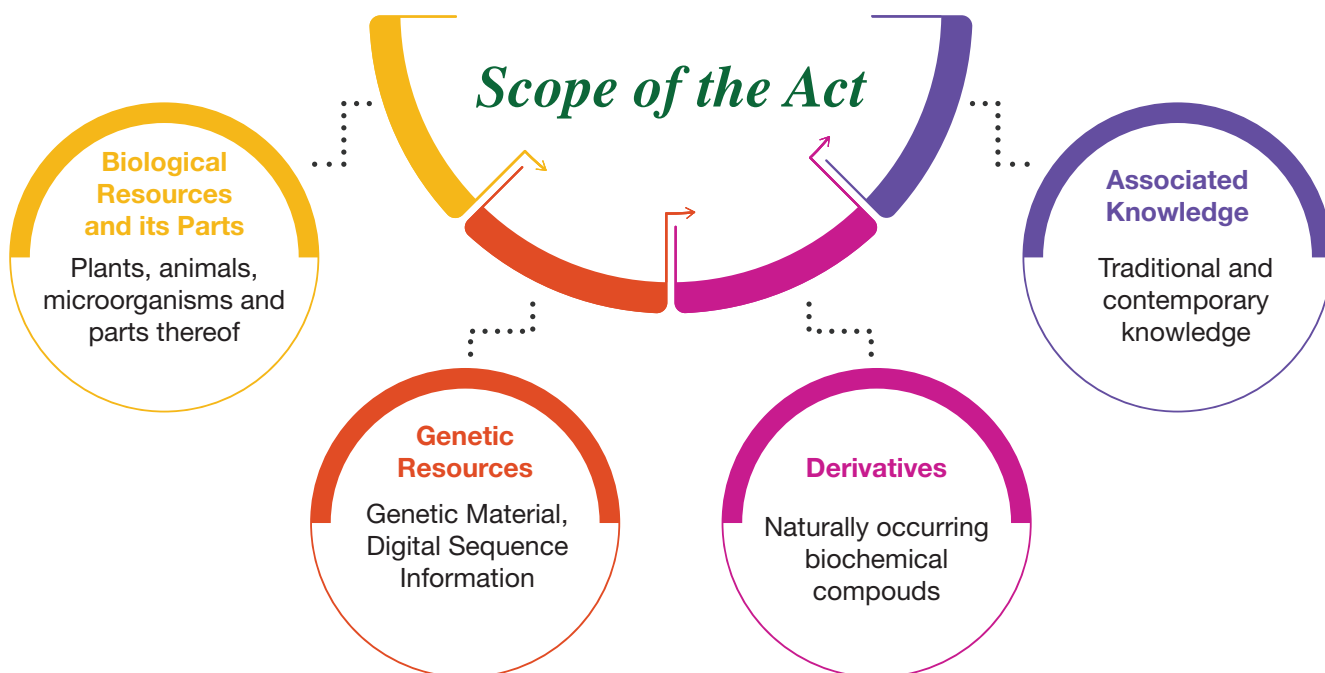 Scope of the Act
Biological
Resources
and its Parts
Plants, animals,
microorganisms and
parts thereof
Genetic
Resources
Genetic Material,
Digital Sequence
Information
Derivatives
Naturally occurring
biochemical
compouds
Associated
Knowledge
Traditional and
contemporary
knowledge